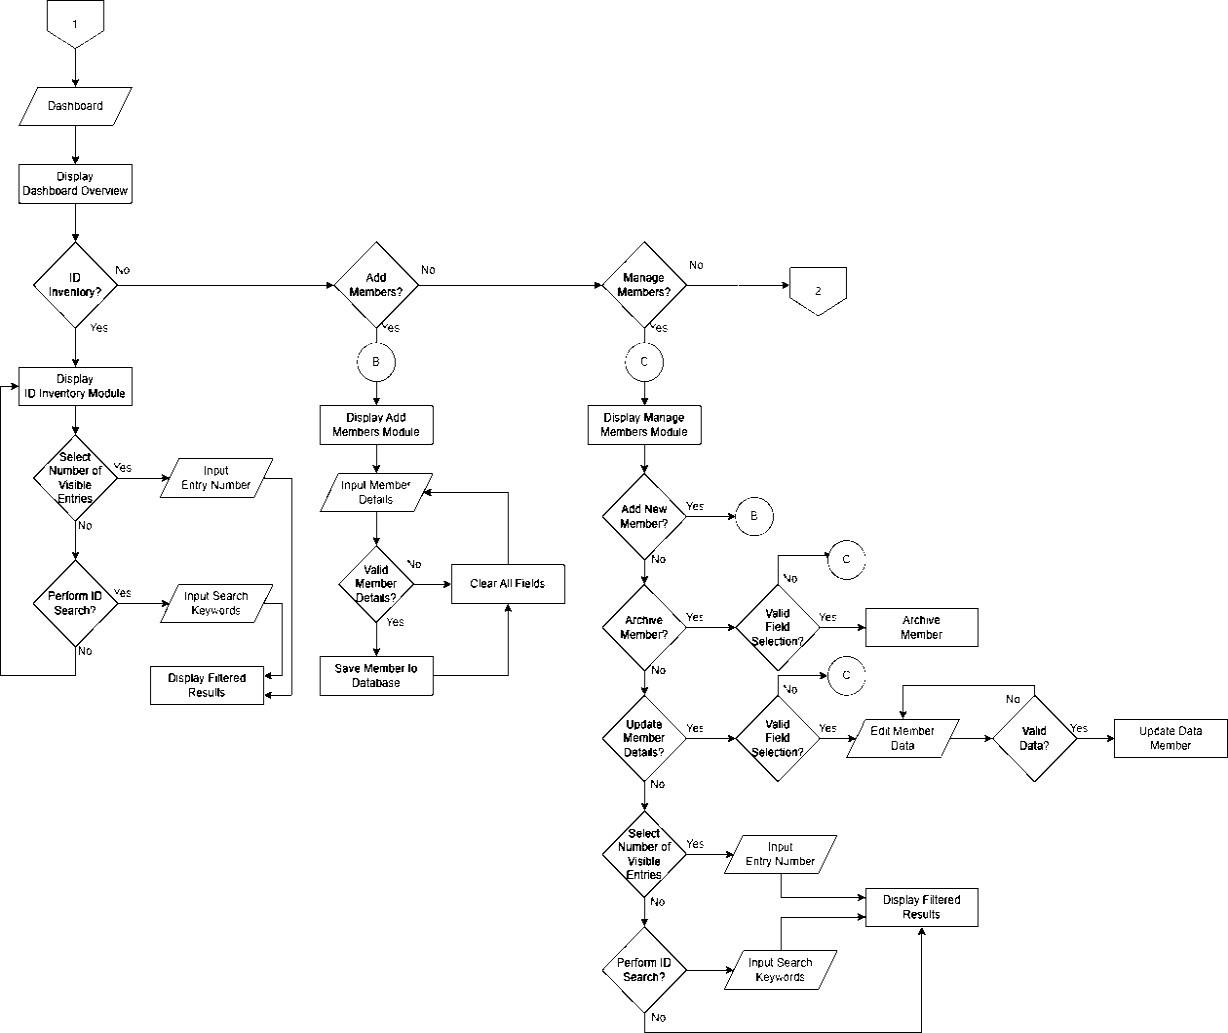 1
Dashboard
Display
Dashboard Overview
ID
Inventory?
No
Yes
Add
Members?
No
Yes
Manage
Members?
No
Yes
2
Display
ID Inventory Module
B
C
Display Add
Members Module
Display Manage
Members Module
Select
Number of
Visible
Entries
Yes
No
Input
Entry Number
Input Member
Details
Add New
Member?
Yes
No
B
Perform ID
Search?
Yes
No
Input Search
Keywords
Valid
Member
Details?
No
Yes
Clear All Fields
C
No
Archive
Member?
Yes
No
Valid
Field
Selection?
Yes
Archive
Member
Display Filtered
Results
Save Member to
Database
C
No
Update
Member
Details?
Yes
No
Valid
Field
Selection?
Yes
Edit Member
Data
No
Valid
Data?
Yes
Update Data
Member
Select
Number of
Visible
Entries
Yes
No
Input
Entry Number
Display Filtered
Results
Perform ID
Search?
No
Input Search
Keywords